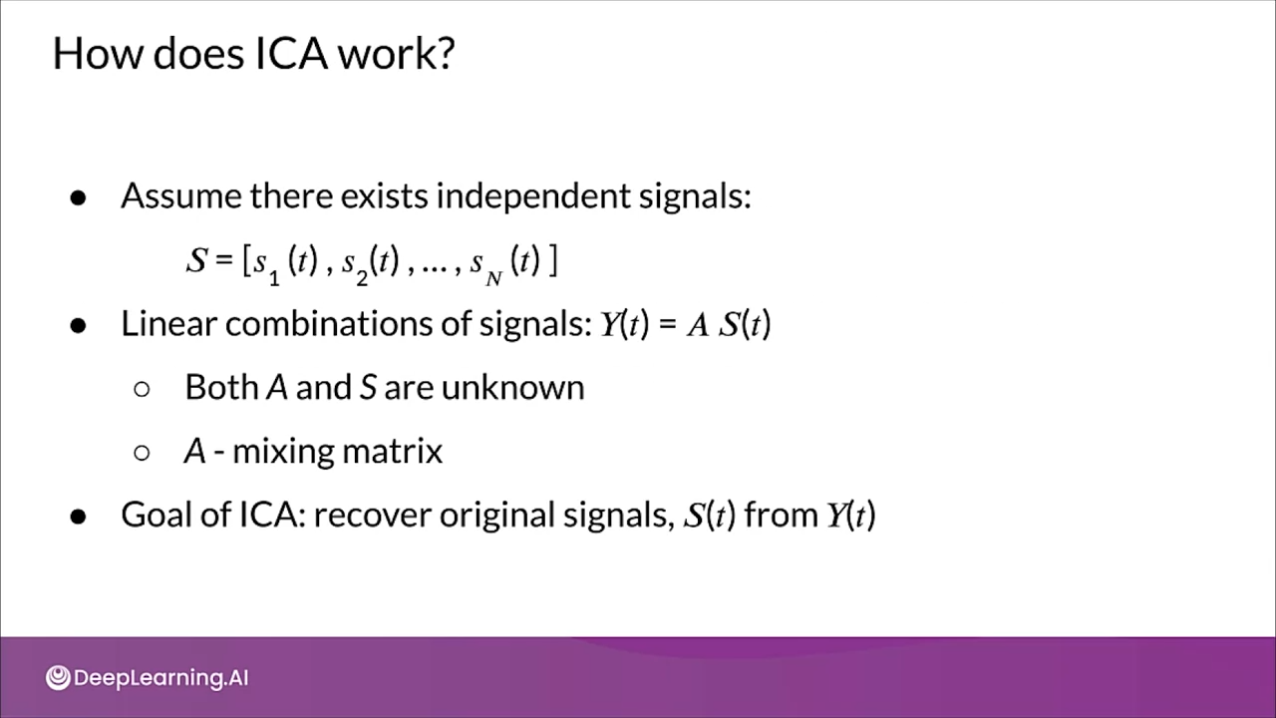 How does ICA work?
● Assume there exists independent signals:
S = [s₁ (t) , s₂(t) , ... , s_N (t) ]
● Linear combinations of signals: Y(t) = A S(t)
○ Both A and S are unknown
○ A - mixing matrix
● Goal of ICA: recover original signals, S(t) from Y(t)
DeepLearning.AI